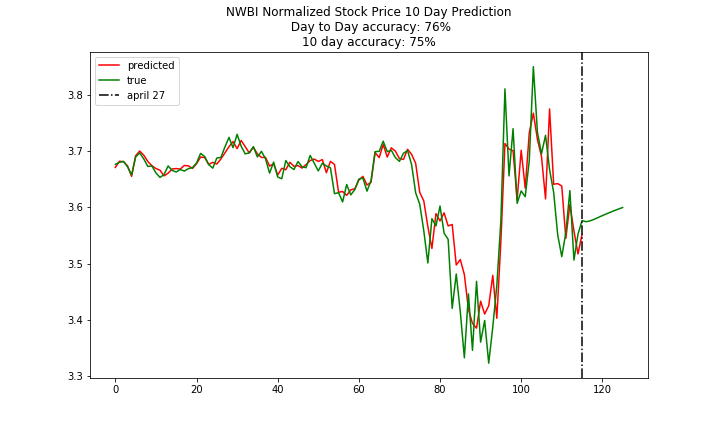 NWBI Normalized Stock Price 10 Day Prediction
Day to Day accuracy: 76%
10 day accuracy: 75%
predicted
true
april 27
3.8
3.7
3.6
3.5
3.4
3.3
0 20 40 60 80 100 120